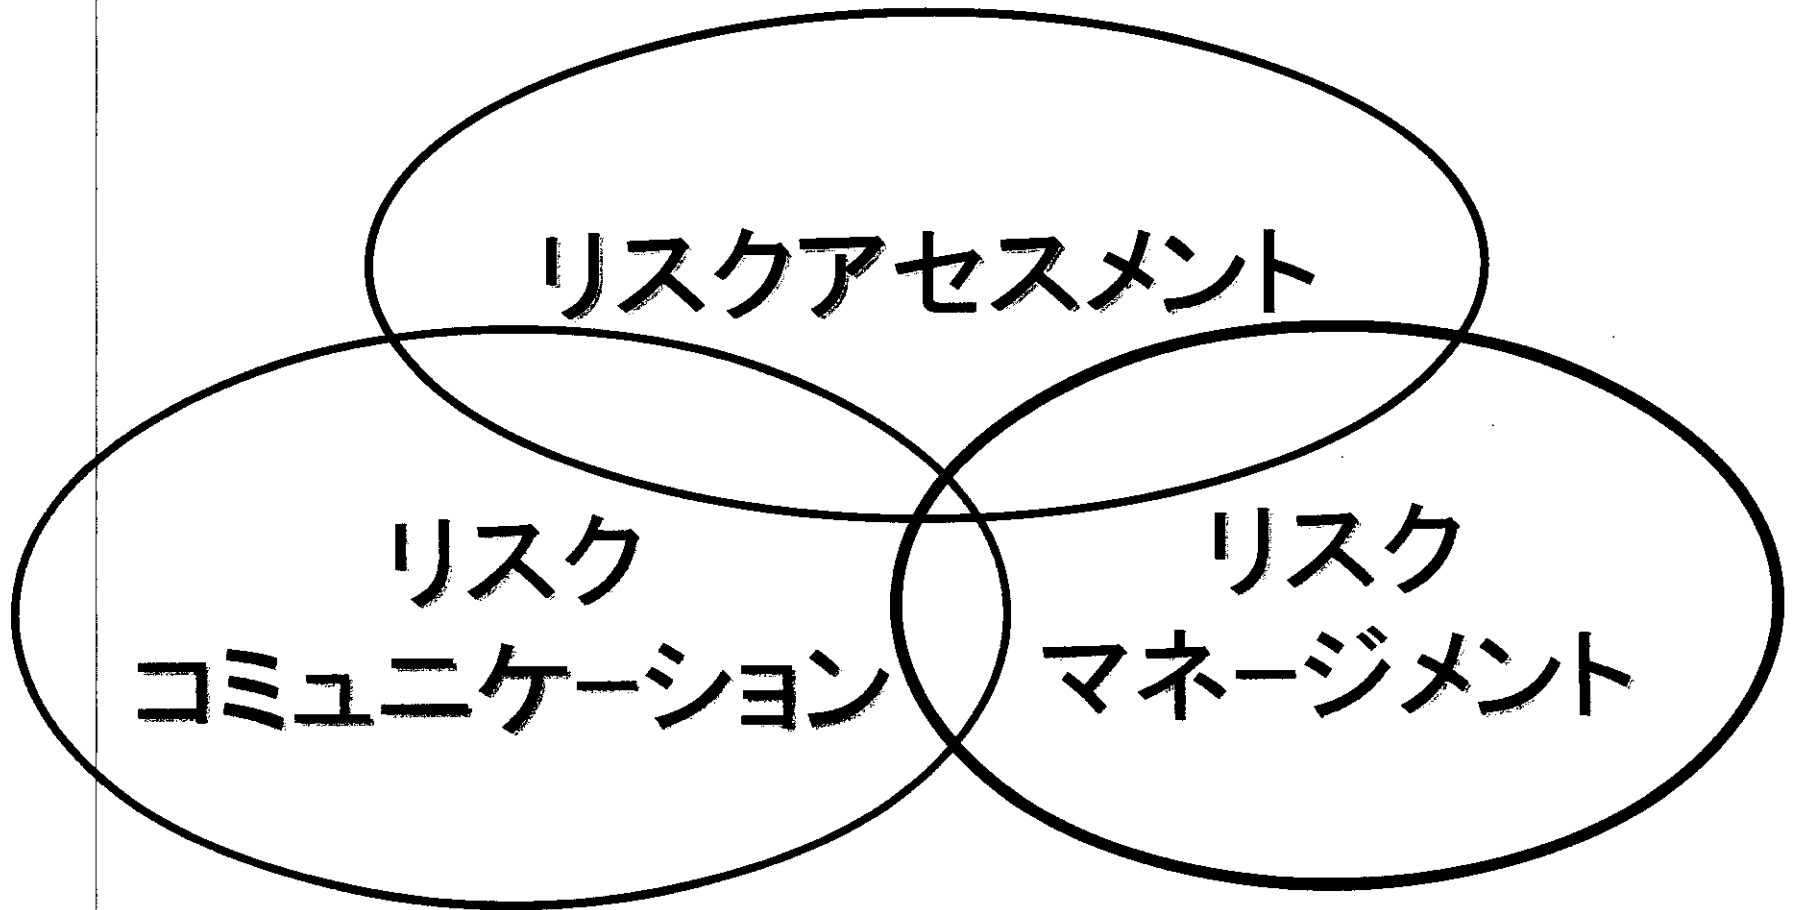 リスクアセスメント
リスク
コミュニケーション
リスク
マネージメント